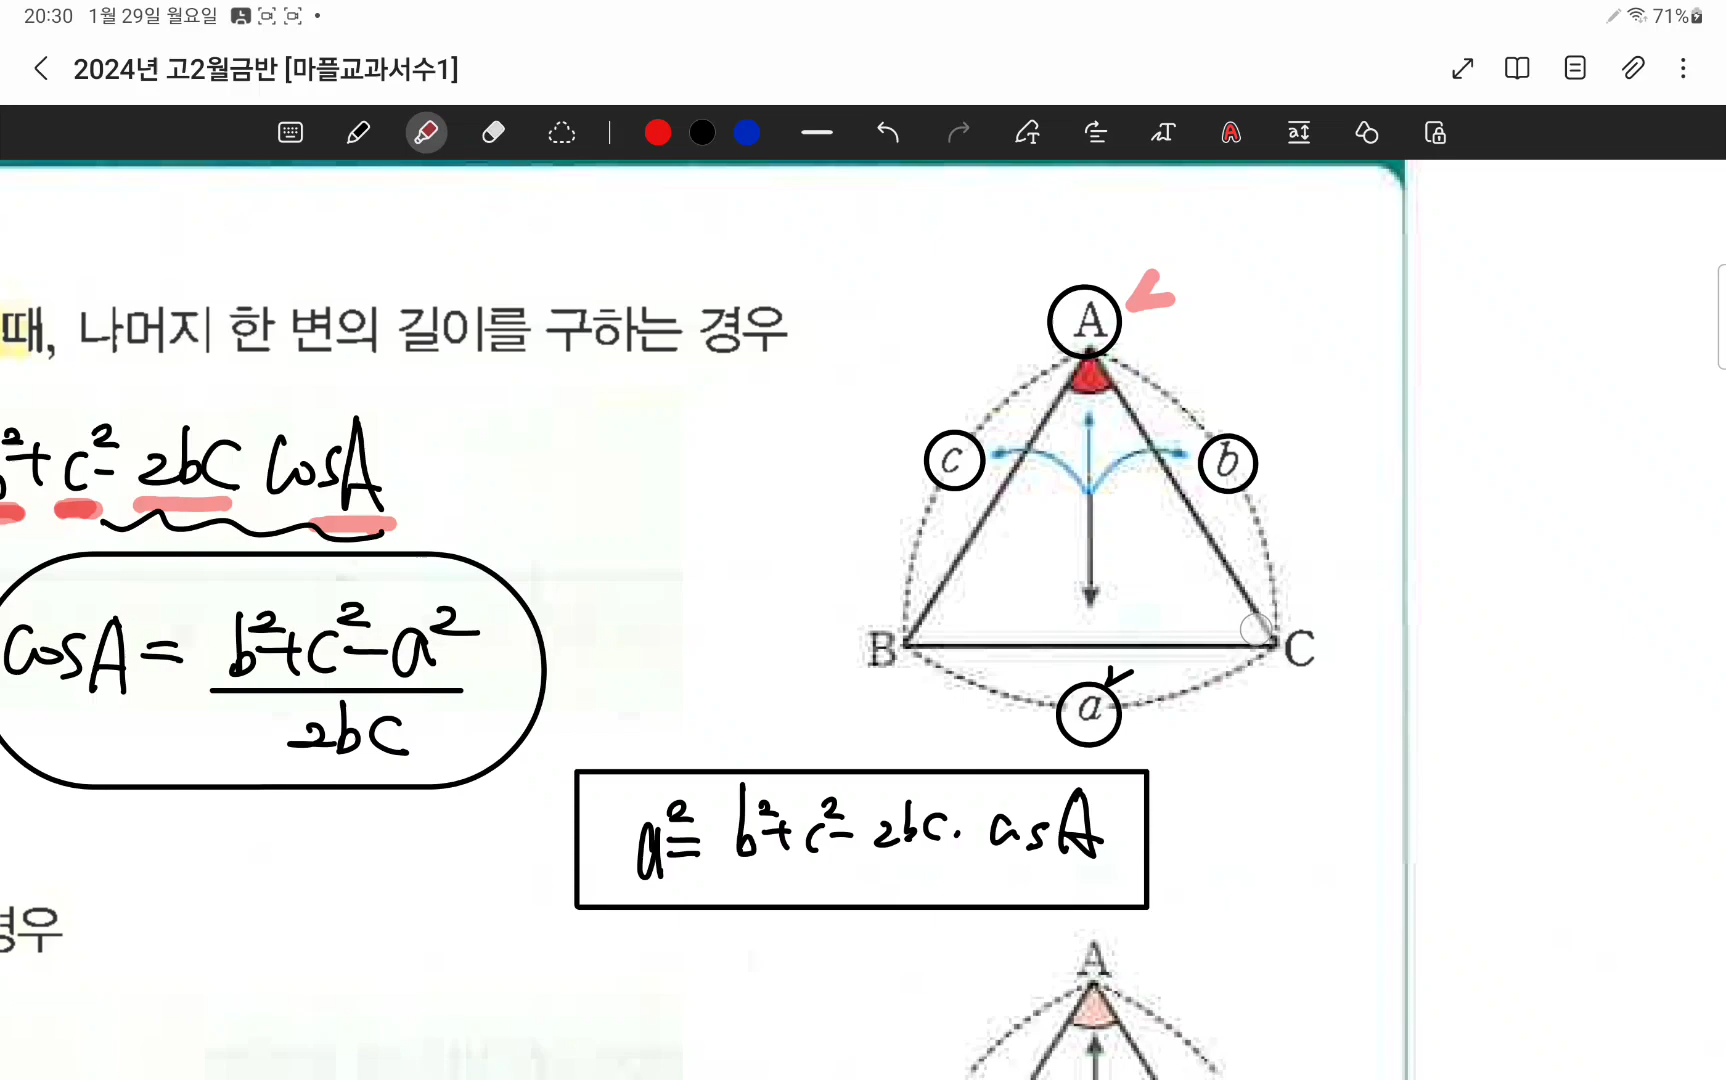 20:30 1월 29일 월요일
71%
2024년 고2월금반 [마플교과서수1]
때, 나머지 한 변의 길이를 구하는 경우
b²+c²-2bc cosA
cosA = b²+c²-a² / 2bc
A
c
b
B
C
a
a²= b²+c²-2bc· cosA
경우
A